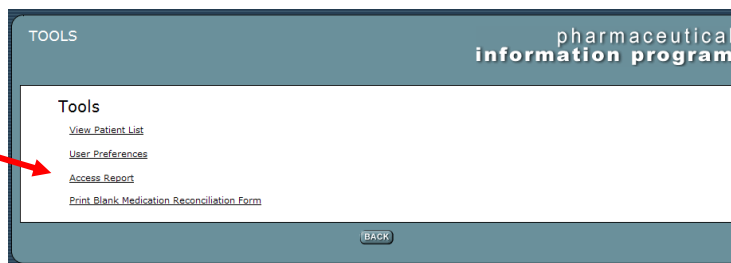 TOOLS
pharmaceutical
information program
Tools
View Patient List
User Preferences
Access Report
Print Blank Medication Reconciliation Form
BACK